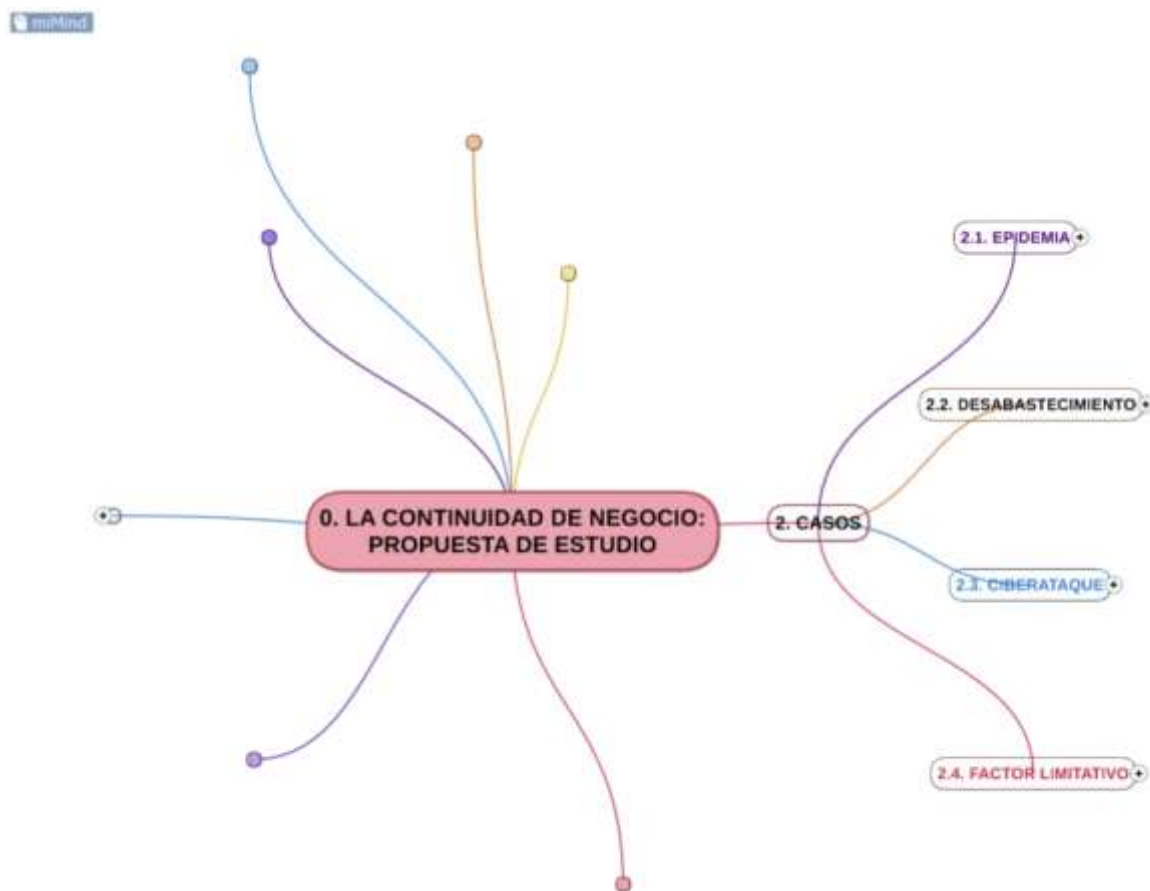 miMind
2.1. EPIDEMIA
2.2. DESABASTECIMIENTO
0. LA CONTINUIDAD DE NEGOCIO:
PROPUESTA DE ESTUDIO
2. CASOS
2.3. CIBERATAQUE
2.4. FACTOR LIMITATIVO